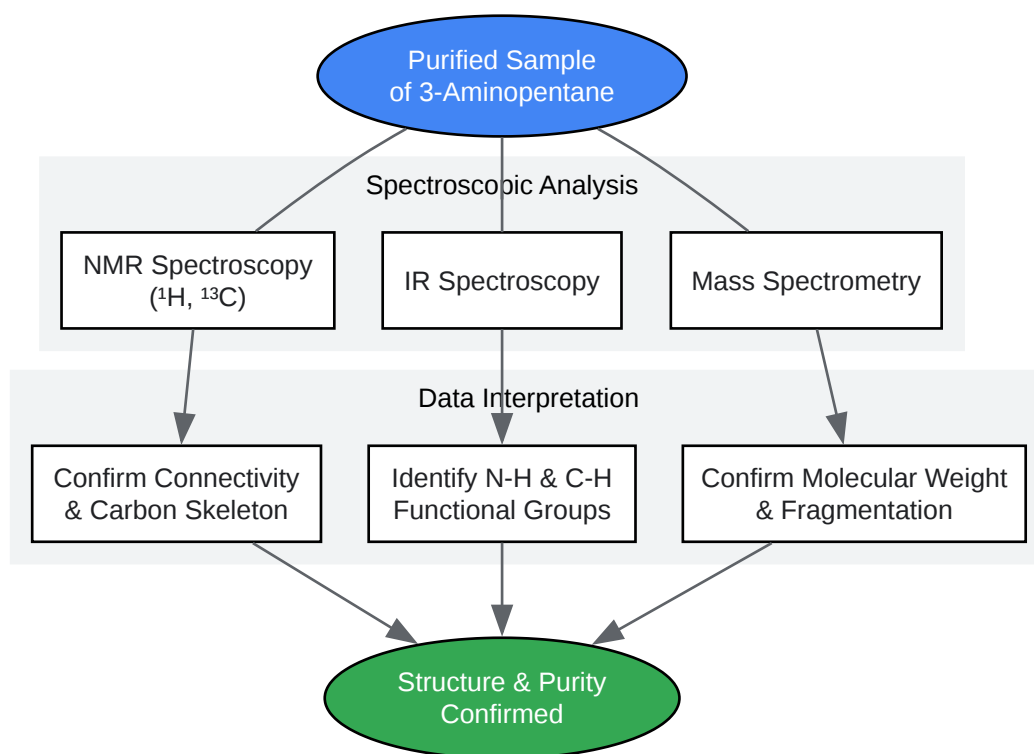 Purified Sample
of 3-Aminopentane
Spectroscopic Analysis
NMR Spectroscopy
(¹H, ¹³C)
IR Spectroscopy
Mass Spectrometry
Data Interpretation
Confirm Connectivity
& Carbon Skeleton
Identify N-H & C-H
Functional Groups
Confirm Molecular Weight
& Fragmentation
Structure & Purity
Confirmed